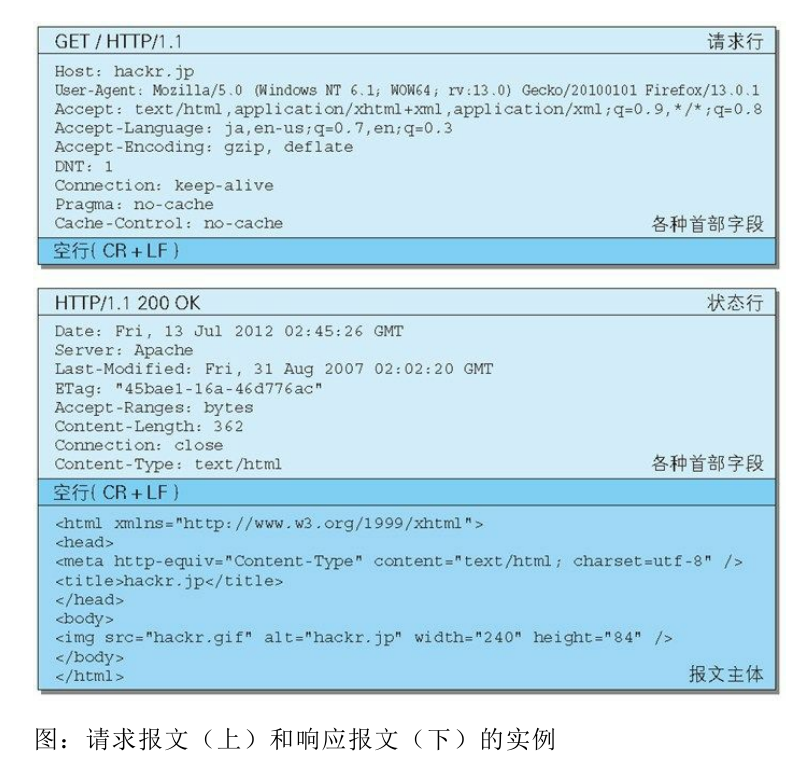 GET / HTTP/1.1 请求行
Host: hackr.jp
User-Agent: Mozilla/5.0 (Windows NT 6.1; WOW64; rv:13.0) Gecko/20100101 Firefox/13.0.1
Accept: text/html,application/xhtml+xml,application/xml;q=0.9,*/*;q=0.8
Accept-Language: ja,en-us;q=0.7,en;q=0.3
Accept-Encoding: gzip, deflate
DNT: 1
Connection: keep-alive
Pragma: no-cache
Cache-Control: no-cache 各种首部字段
空行( CR + LF )
HTTP/1.1 200 OK 状态行
Date: Fri, 13 Jul 2012 02:45:26 GMT
Server: Apache
Last-Modified: Fri, 31 Aug 2007 02:02:20 GMT
ETag: "45bae1-16a-46d776ac"
Accept-Ranges: bytes
Content-Length: 362
Connection: close
Content-Type: text/html 各种首部字段
空行( CR + LF )
<html xmlns="http://www.w3.org/1999/xhtml">
<head>
<meta http-equiv="Content-Type" content="text/html; charset=utf-8" />
<title>hackr.jp</title>
</head>
<body>
<img src="hackr.gif" alt="hackr.jp" width="240" height="84" />
</body>
</html> 报文主体
图：请求报文（上）和响应报文（下）的实例